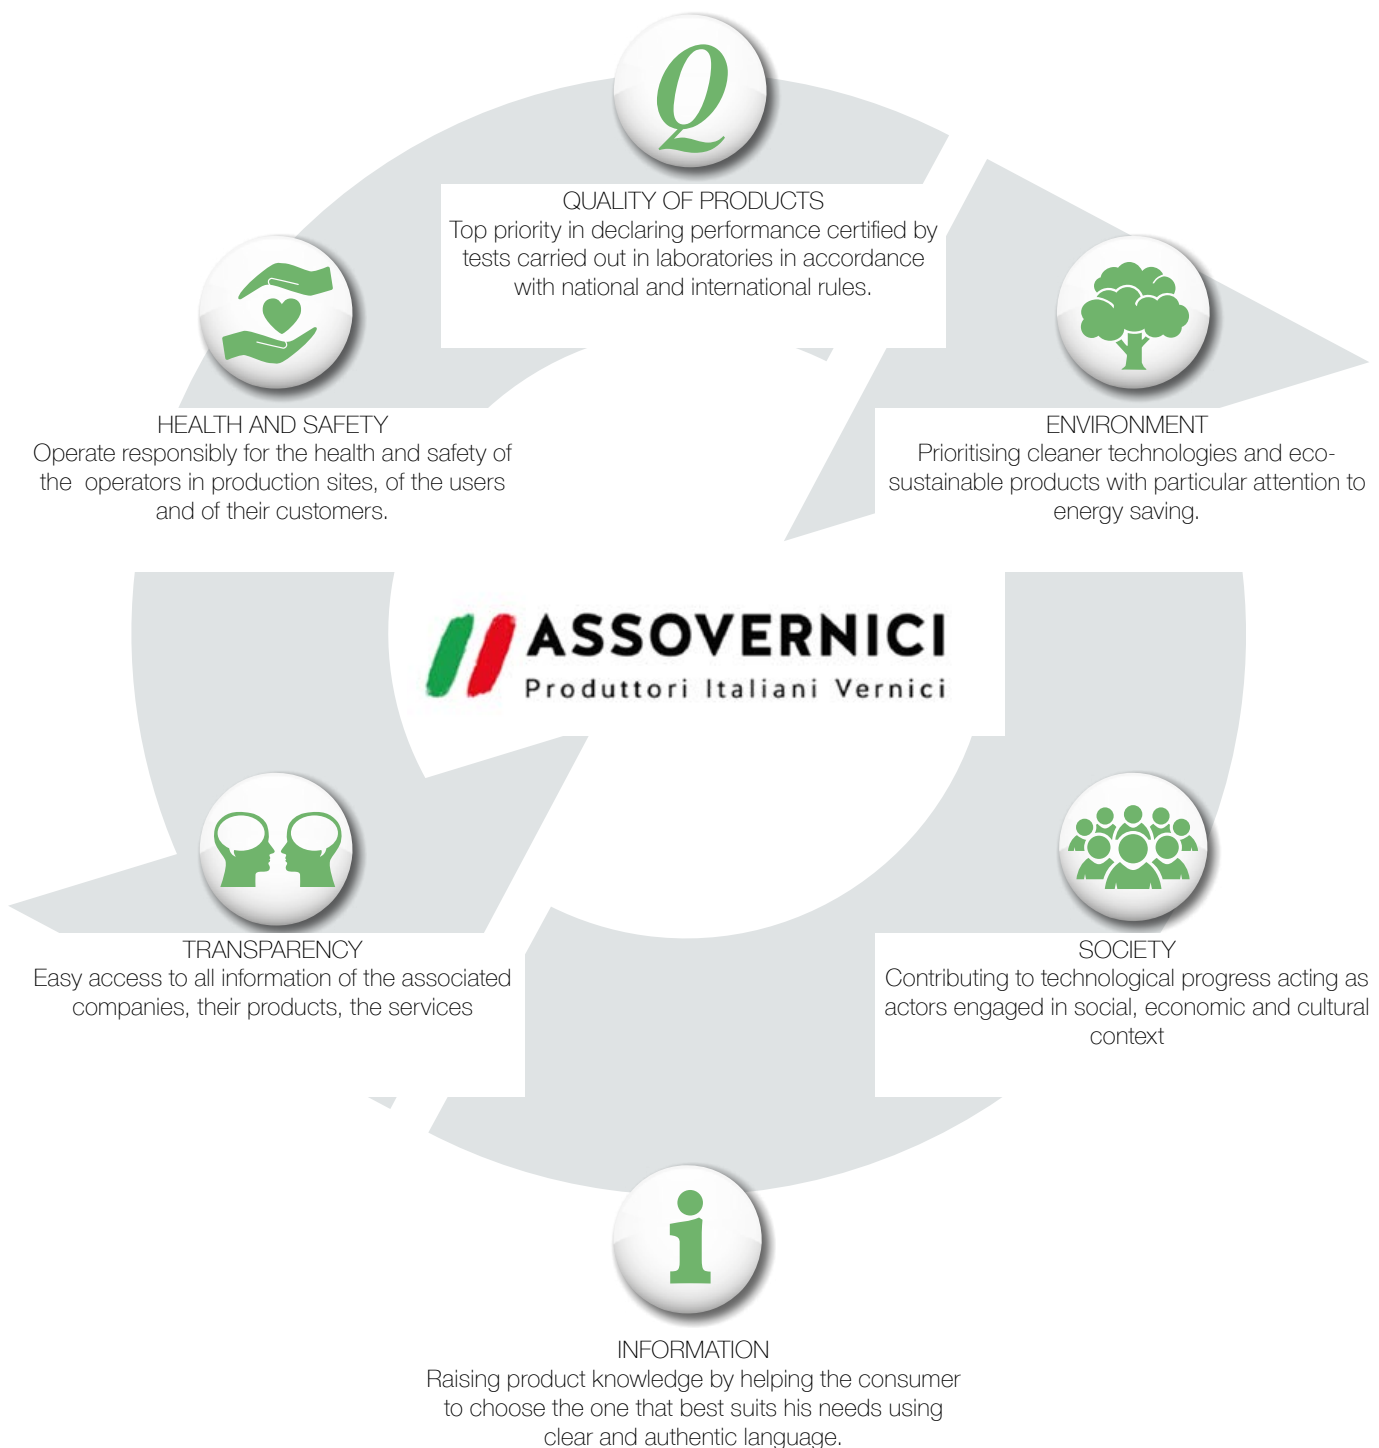 Q
QUALITY OF PRODUCTS
Top priority in declaring performance certified by
tests carried out in laboratories in accordance
with national and international rules.
HEALTH AND SAFETY
Operate responsibly for the health and safety of
the  operators in production sites, of the users
and of their customers.
ENVIRONMENT
Prioritising cleaner technologies and eco-
sustainable products with particular attention to
energy saving.
ASSOVERNICI
Produttori Italiani Vernici
TRANSPARENCY
Easy access to all information of the associated
companies, their products, the services
SOCIETY
Contributing to technological progress acting as
actors engaged in social, economic and cultural
context
i
INFORMATION
Raising product knowledge by helping the consumer
to choose the one that best suits his needs using
clear and authentic language.